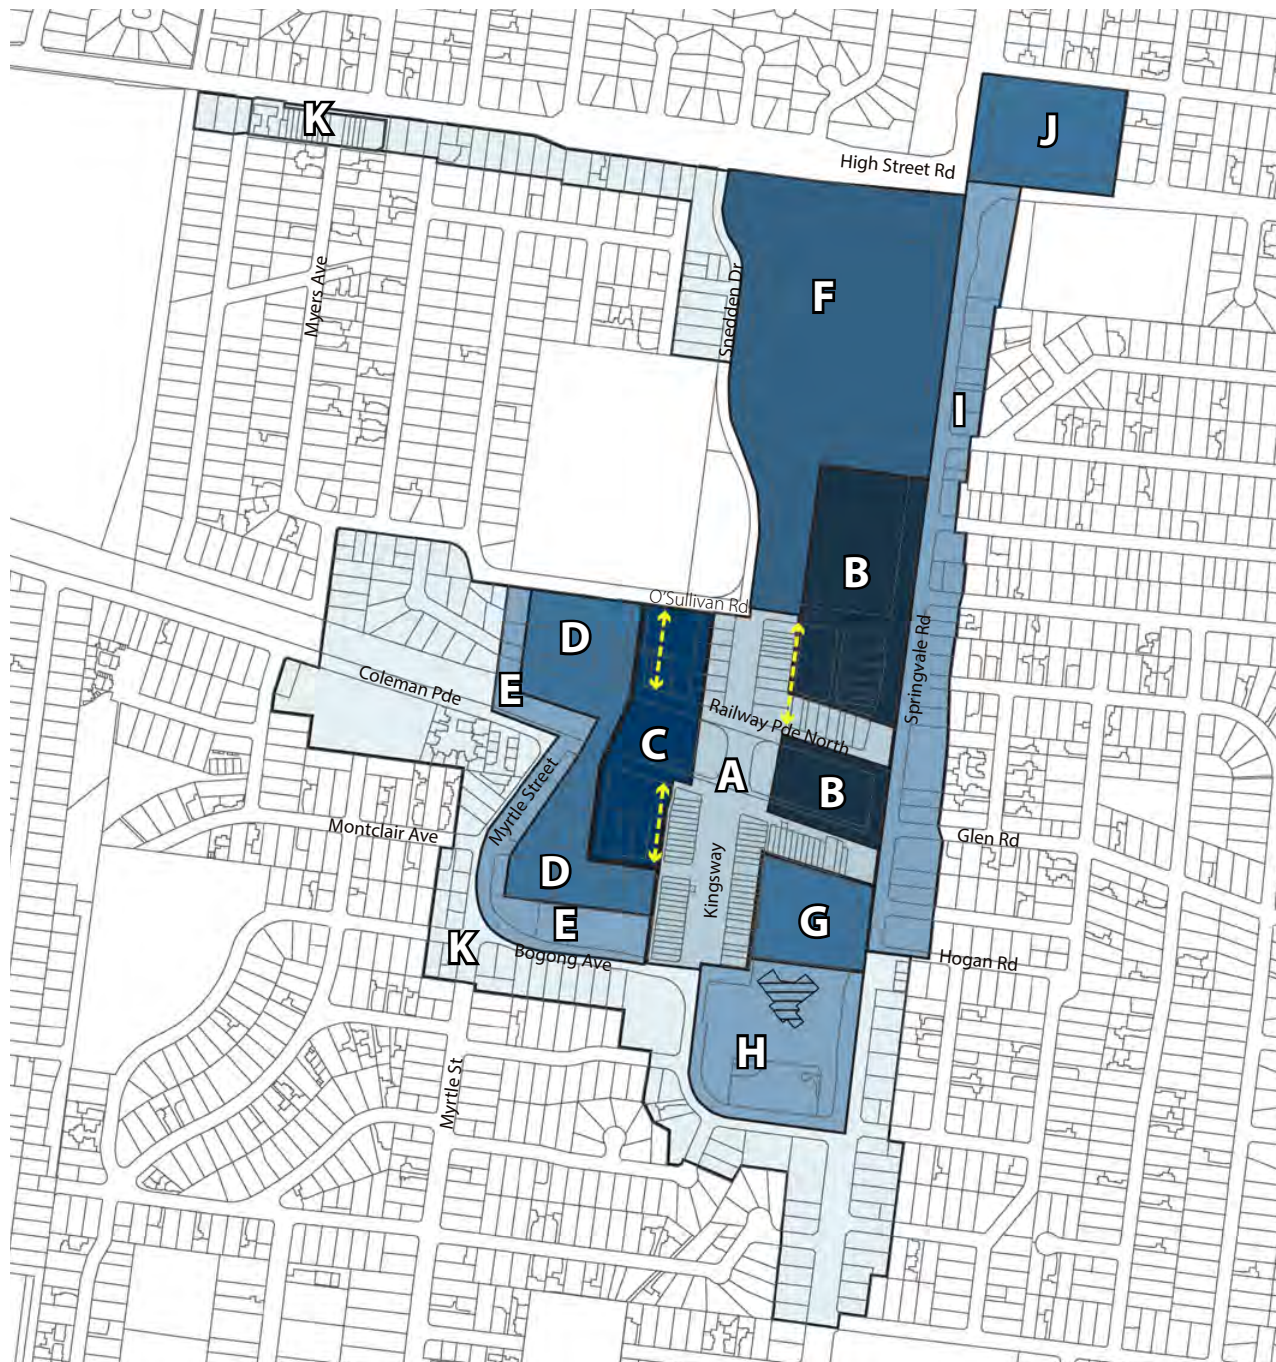 K
J
High Street Rd
Myers Ave
Snedden Dr
F
I
B
O'Sullivan Rd
D
E
Coleman Pde
Springvale Rd
Railway Pde North
C
A
B
Myrtle Street
Montclair Ave
Glen Rd
D
Kingsway
G
E
K
Bogong Ave
Hogan Rd
H
Myrtle St